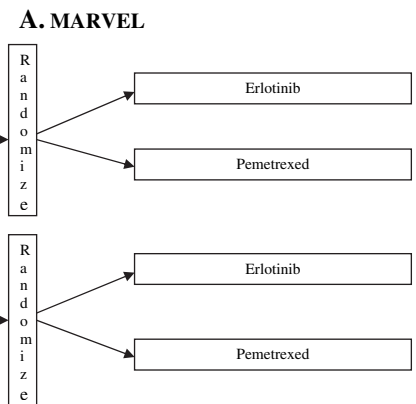 A. MARVEL
Randomize
Erlotinib
Pemetrexed
Randomize
Erlotinib
Pemetrexed